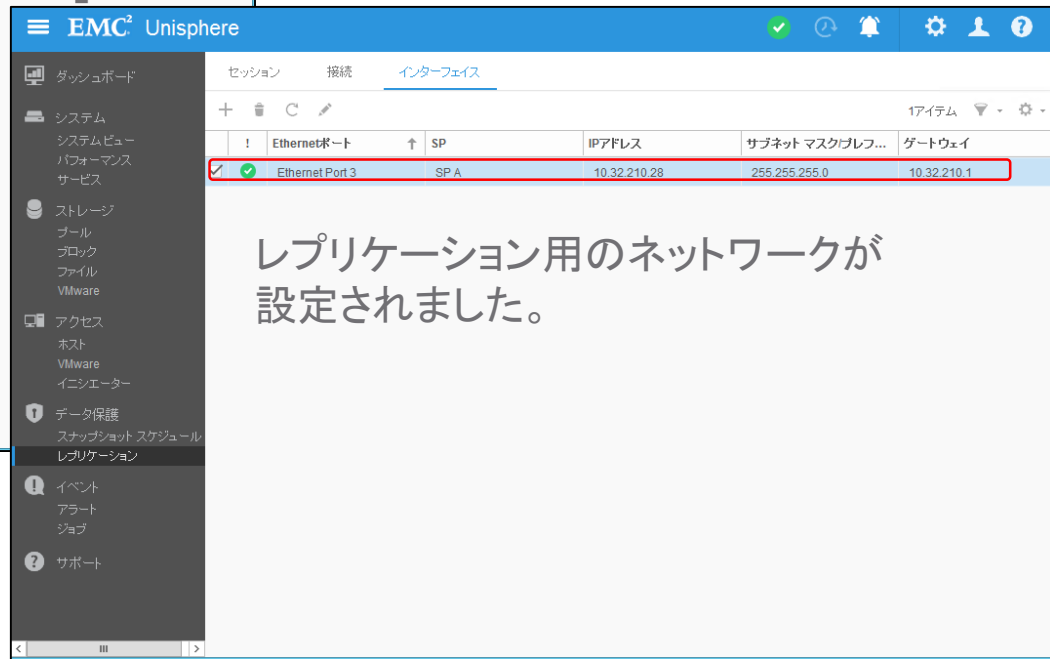 EMC² Unisphere
ダッシュボード
システム
システムビュー
パフォーマンス
サービス
ストレージ
プール
ブロック
ファイル
VMware
アクセス
ホスト
VMware
イニシエーター
データ保護
スナップショット スケジュール
レプリケーション
イベント
アラート
ジョブ
サポート
セッション 接続 インターフェイス
1アイテム
! Ethernetポート SP IPアドレス サブネット マスク/プレフ... ゲートウェイ
Ethernet Port 3 SP A 10.32.210.28 255.255.255.0 10.32.210.1
レプリケーション用のネットワークが
設定されました。